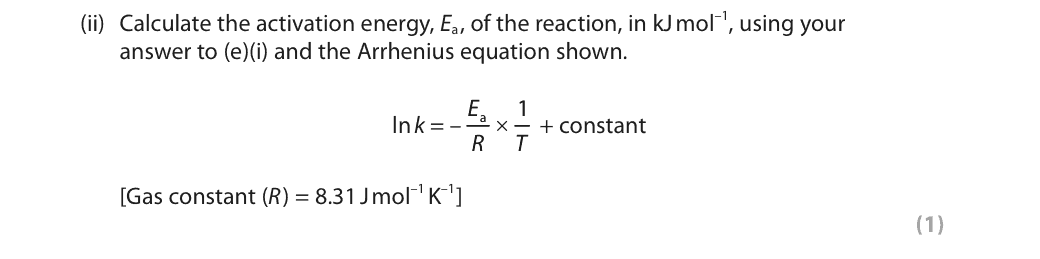 (ii) Calculate the activation energy, Eₐ, of the reaction, in kJ mol⁻¹, using your
answer to (e)(i) and the Arrhenius equation shown.
ln k = – Eₐ/R × 1/T + constant
[Gas constant (R) = 8.31 J mol⁻¹ K⁻¹]
(1)